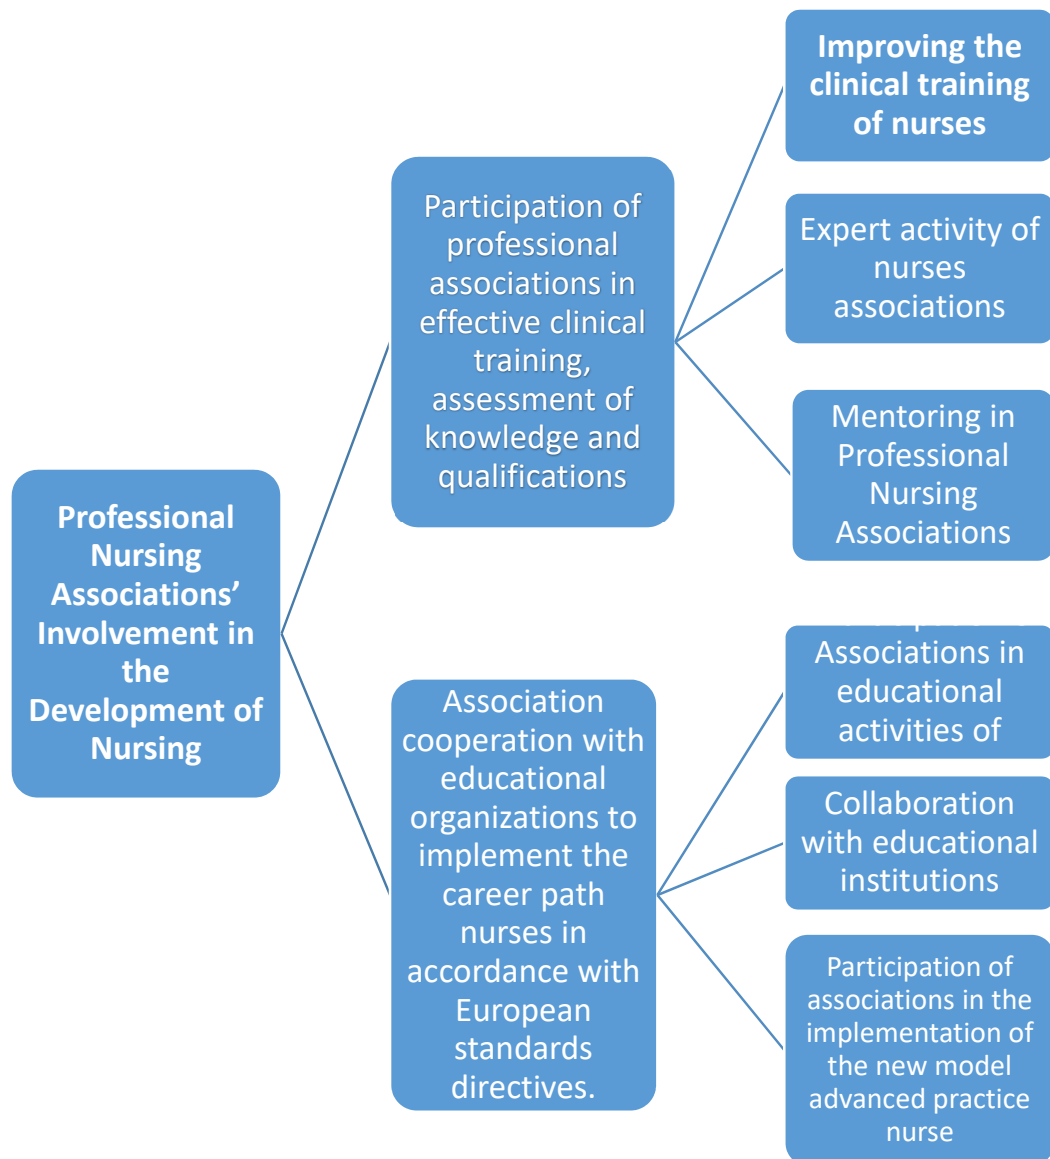 Professional
Nursing
Associations’
Involvement in
the
Development of
Nursing
Participation of
professional
associations in
effective clinical
training,
assessment of
knowledge and
qualifications
Improving the
clinical training
of nurses
Expert activity of
nurses
associations
Mentoring in
Professional
Nursing
Associations
Association
cooperation with
educational
organizations to
implement the
career path
nurses in
accordance with
European
standards
directives.
Associations in
educational
activities of
Collaboration
with educational
institutions
Participation of
associations in the
implementation of
the new model
advanced practice
nurse